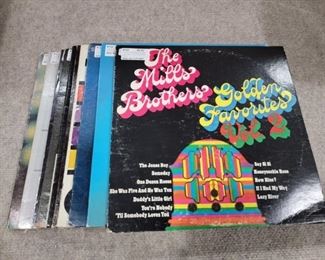 The
Mills
Brothers
Golden
Favorites
Vol. 2
The Jones Boy
Someday
One Dozen Roses
She Was Five And He Was Ten
Daddy's Little Girl
You're Nobody
'Til Somebody Loves You
Say Si Si
Honeysuckle Rose
How Blue?
If I Had My Way
Lazy River